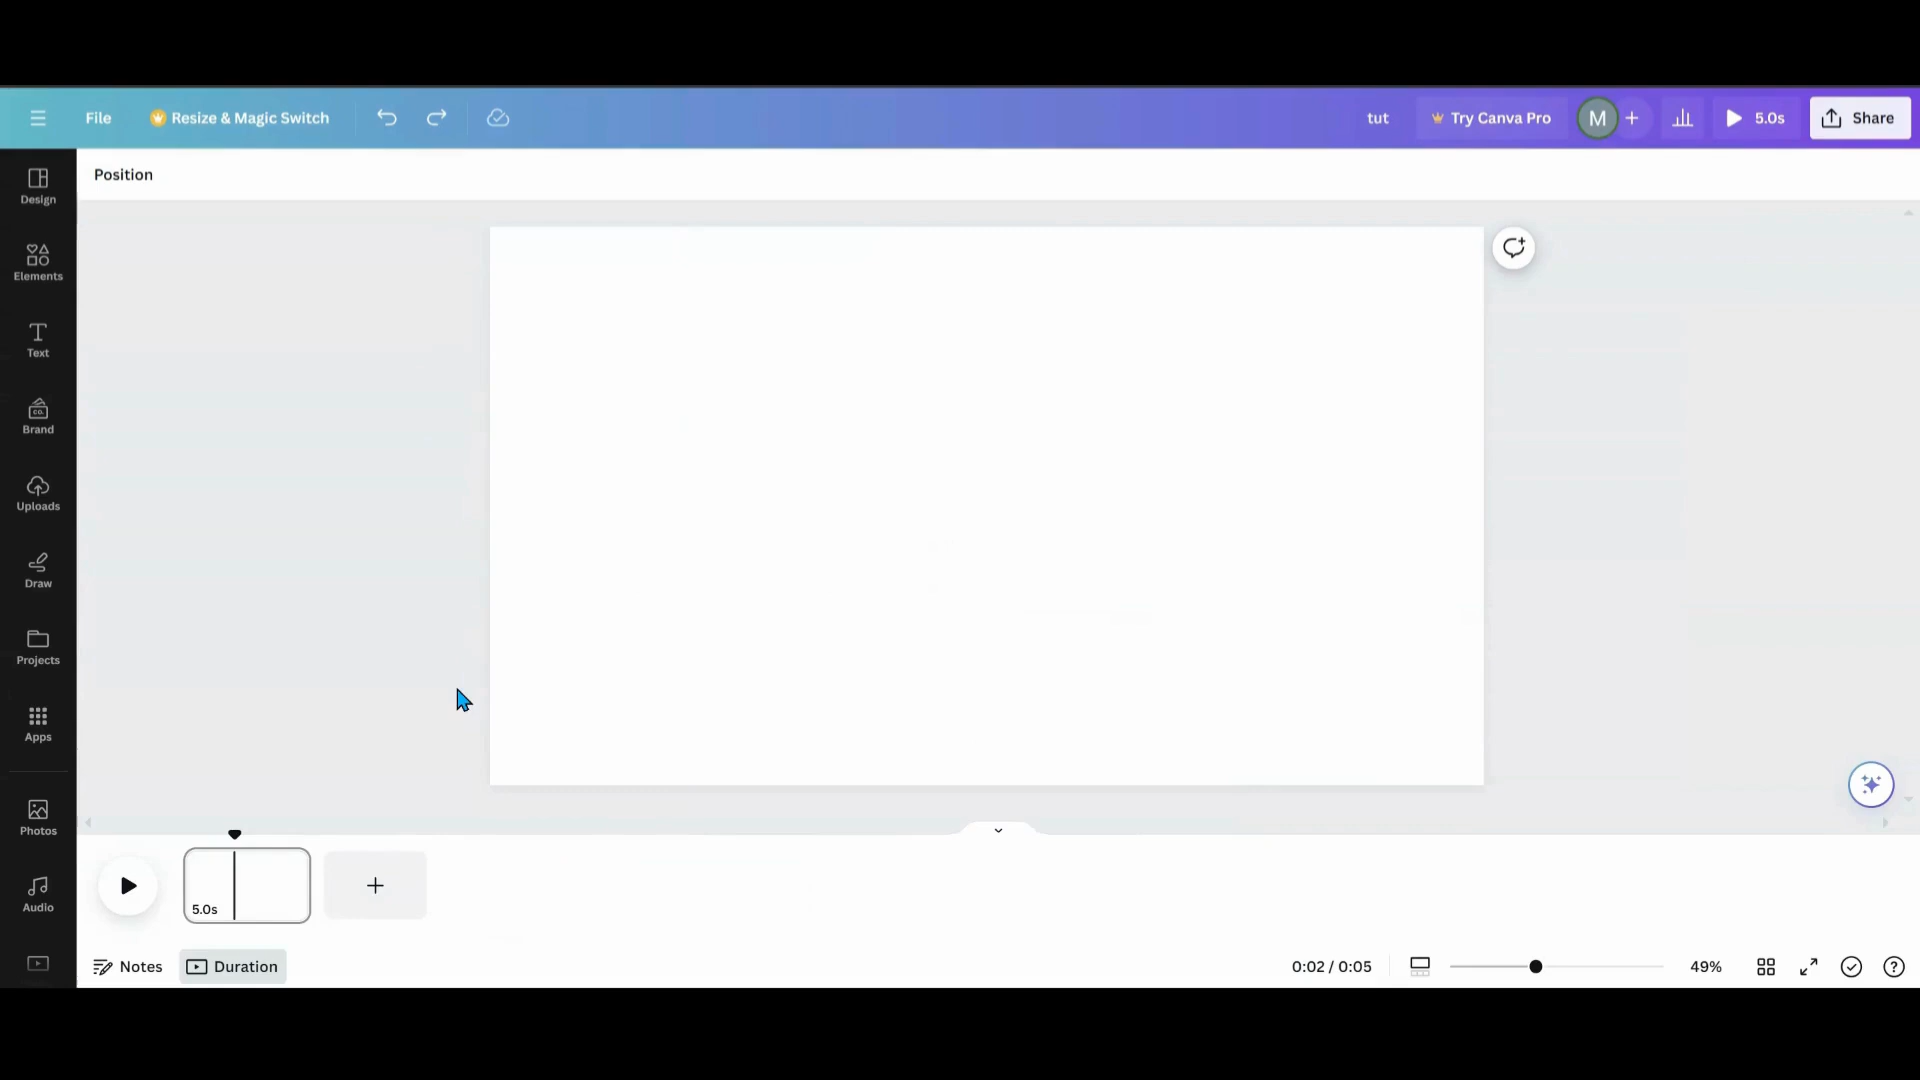 File
Resize & Magic Switch
tut
Try Canva Pro
M
5.0s
Share
Position
Design
Elements
Text
CO.
Brand
Uploads
Draw
Projects
Apps
Photos
Audio
5.0s
Notes
Duration
0:02 / 0:05
49%